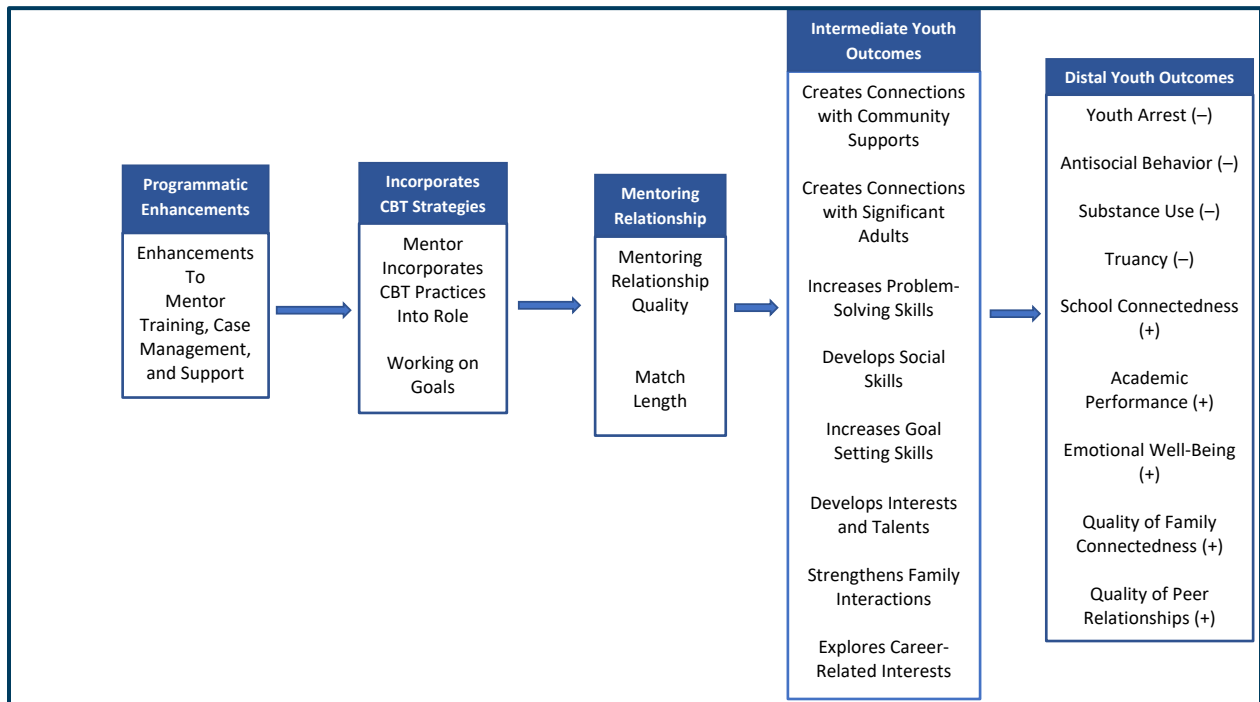 Programmatic
Enhancements
Enhancements
To
Mentor
Training, Case
Management,
and Support
Incorporates
CBT Strategies
Mentor
Incorporates
CBT Practices
Into Role
Working on
Goals
Mentoring
Relationship
Mentoring
Relationship
Quality
Match
Length
Intermediate Youth
Outcomes
Creates Connections
with Community
Supports
Creates Connections
with Significant
Adults
Increases Problem-
Solving Skills
Develops Social
Skills
Increases Goal
Setting Skills
Develops Interests
and Talents
Strengthens Family
Interactions
Explores Career-
Related Interests
Distal Youth Outcomes
Youth Arrest (–)
Antisocial Behavior (–)
Substance Use (–)
Truancy (–)
School Connectedness
(+)
Academic
Performance (+)
Emotional Well-Being
(+)
Quality of Family
Connectedness (+)
Quality of Peer
Relationships (+)